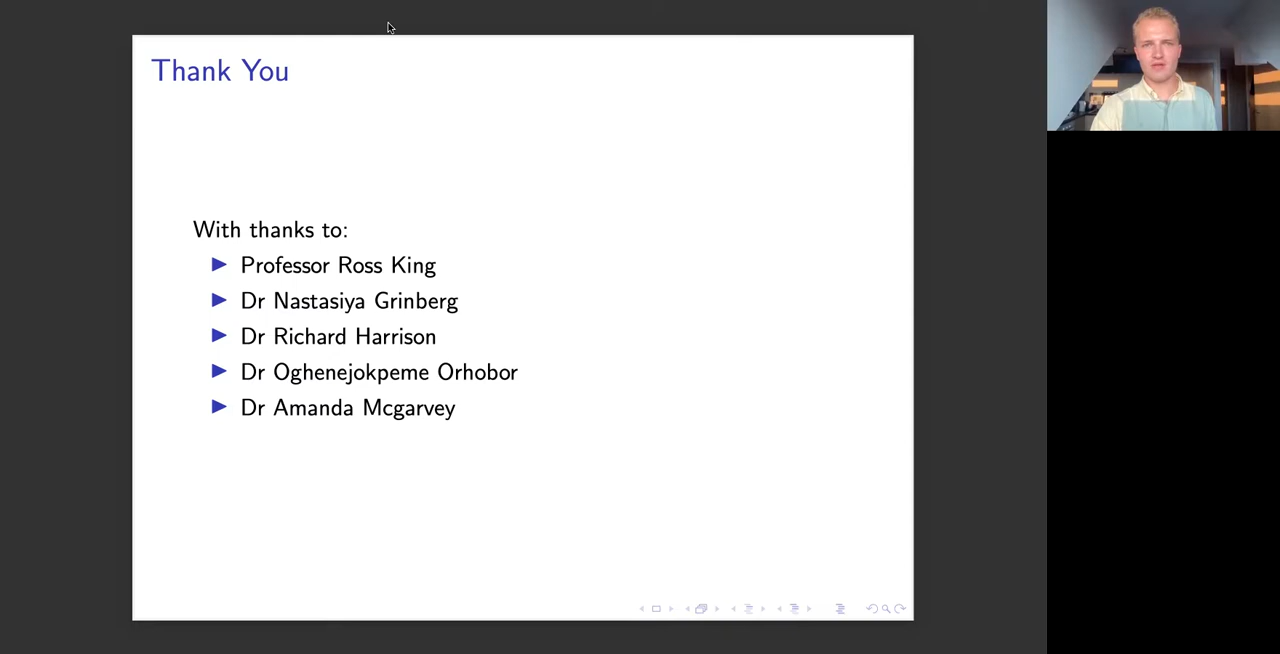 Thank You
With thanks to:
Professor Ross King
Dr Nastasiya Grinberg
Dr Richard Harrison
Dr Oghenejokpeme Orhobor
Dr Amanda Mcgarvey